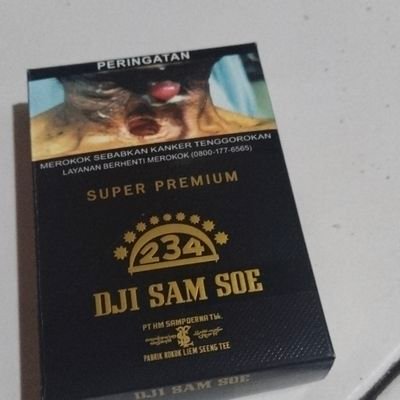 PERINGATAN
MEROKOK SEBABKAN KANKER TENGGOROKAN
LAYANAN BERHENTI MEROKOK (0800-177-6565)
SUPER PREMIUM
234
DJI SAM SOE
PT HM SAMPOERNA Tbk.
PABRIK ROKOK LIEM SEENG TEE
DJI SAM SOE